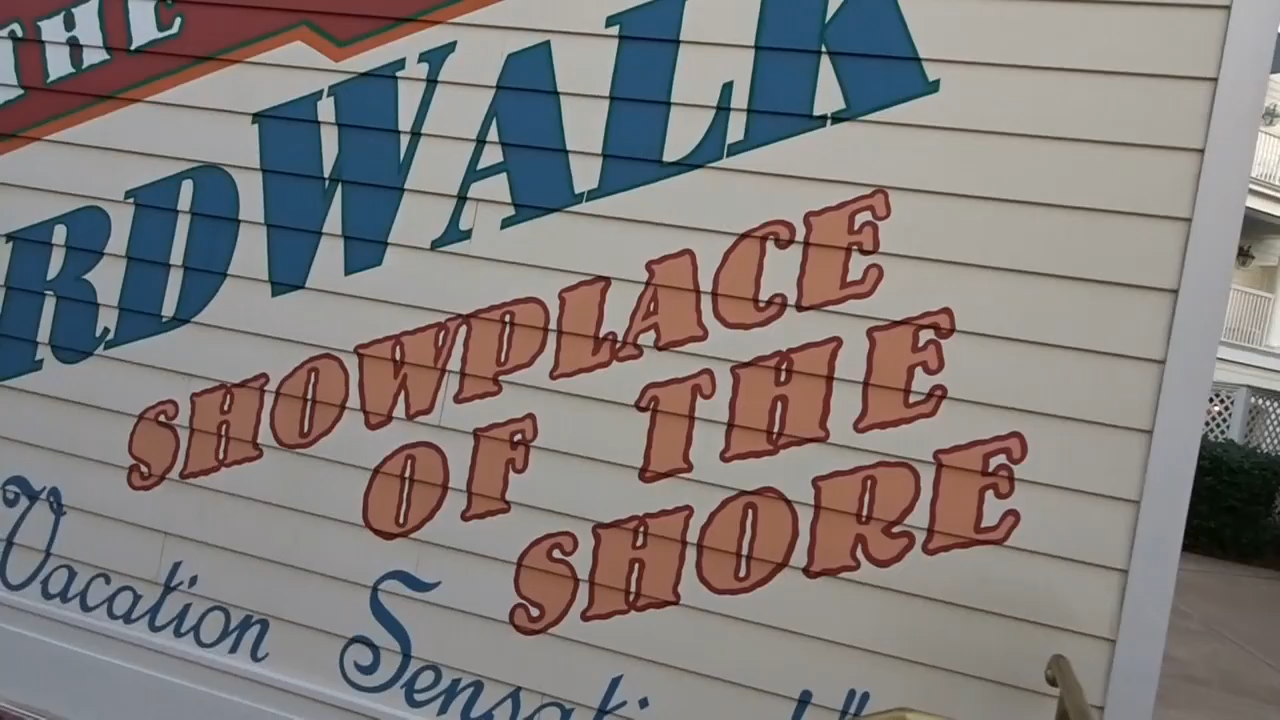 THE
RDWALK
SHOWPLACE
OF THE
SHORE
Vacation